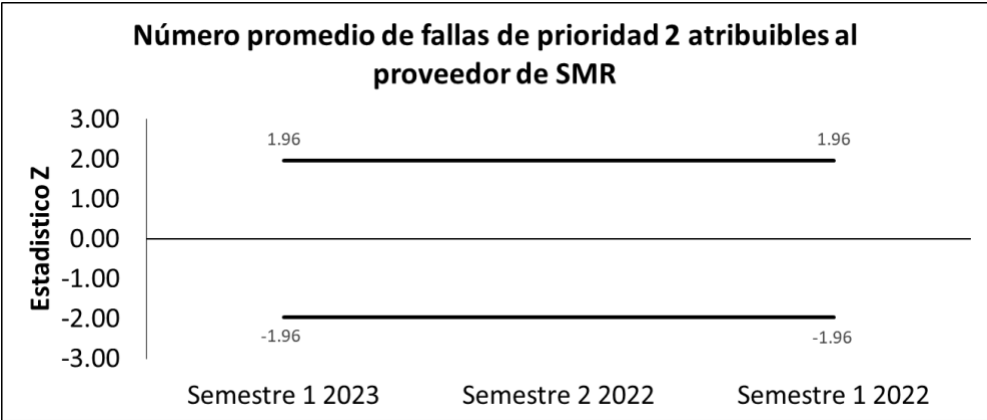 Número promedio de fallas de prioridad 2 atribuibles al
proveedor de SMR
Estadistico Z
3.00
2.00
1.00
0.00
-1.00
-2.00
-3.00
1.96
1.96
-1.96
-1.96
Semestre 1 2023
Semestre 2 2022
Semestre 1 2022